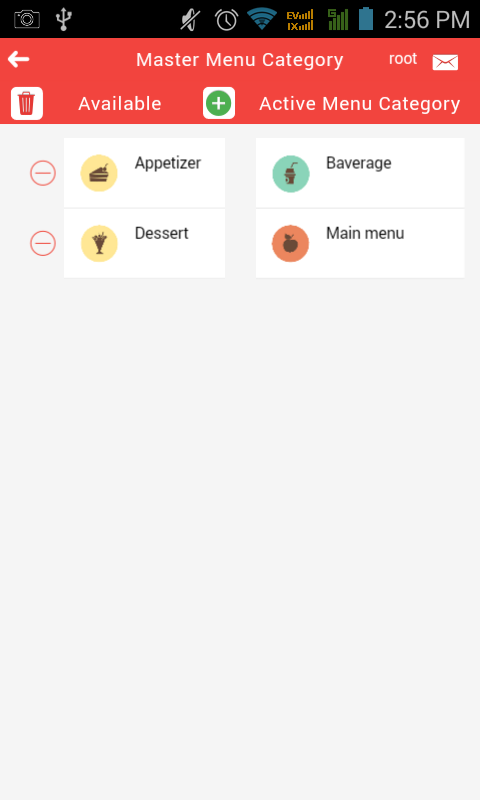 EV
1X
G
2:56 PM
Master Menu Category
root
Available
Active Menu Category
Appetizer
Baverage
Dessert
Main menu